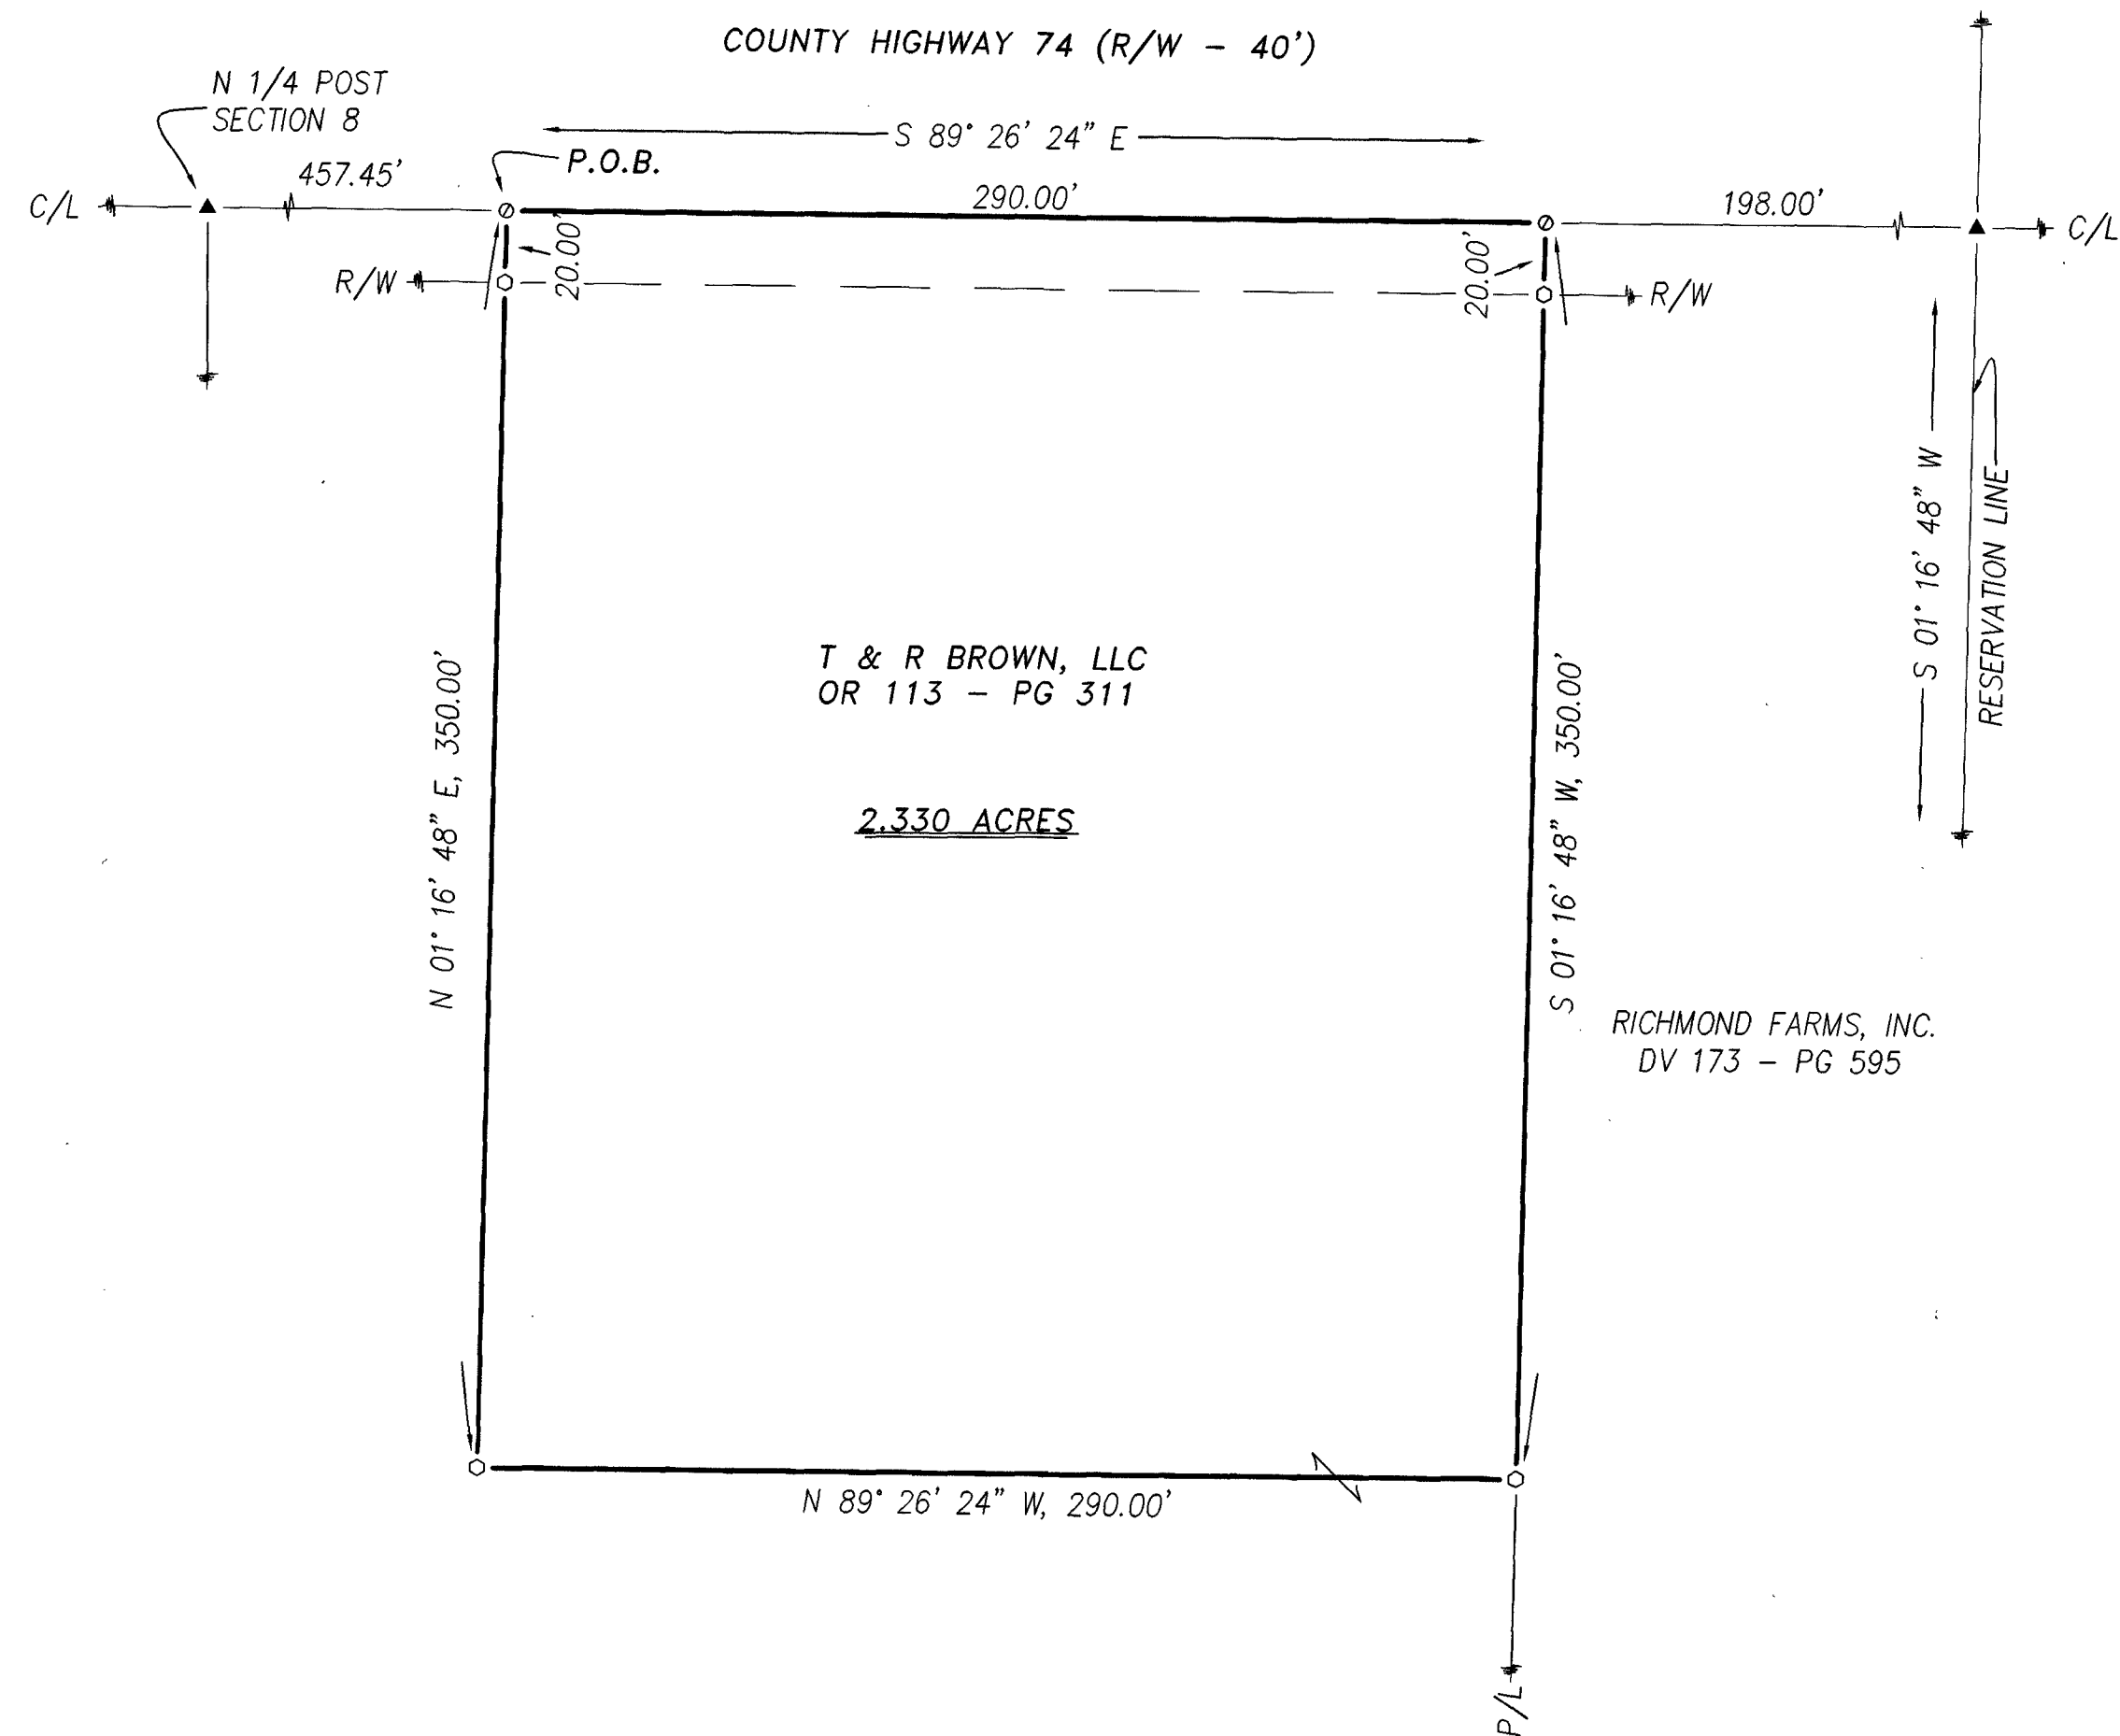 COUNTY HIGHWAY 74 (R/W - 40')
N 1/4 POST
SECTION 8
S 89° 26' 24" E
P.O.B.
457.45'
290.00'
198.00'
C/L
C/L
20.00'
20.00'
R/W
R/W
S 01° 16' 48" W
RESERVATION LINE
T & R BROWN, LLC
OR 113 - PG 311
N 01° 16' 48" E, 350.00'
S 01° 16' 48" W, 350.00'
2.330 ACRES
RICHMOND FARMS, INC.
DV 173 - PG 595
N 89° 26' 24" W, 290.00'
P/L